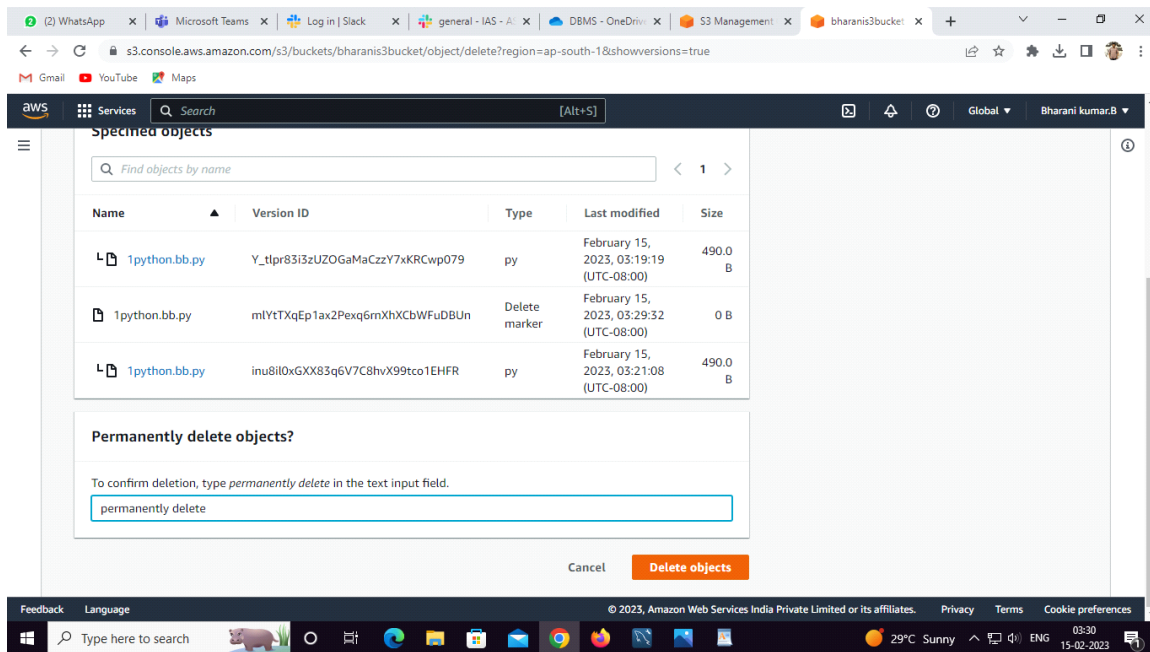 (2) WhatsApp
Microsoft Teams
Log in | Slack
general - IAS - A
DBMS - OneDrive
S3 Management
bharanis3bucket
s3.console.aws.amazon.com/s3/buckets/bharanis3bucket/object/delete?region=ap-south-1&showversions=true
Gmail YouTube Maps
aws Services Search [Alt+S] Global Bharani kumar.B
Specified objects
Find objects by name 1
Name Version ID Type Last modified Size
1python.bb.py Y_tlpr83i3zUZOGaMaCzzY7xKRCwp079 py February 15, 2023, 03:19:19 (UTC-08:00) 490.0 B
1python.bb.py mlYtTXqEp1ax2Pexq6rnXhXCbWFuDBUn Delete marker February 15, 2023, 03:29:32 (UTC-08:00) 0 B
1python.bb.py inu8il0xGXX83q6V7C8hvX99tco1EHFR py February 15, 2023, 03:21:08 (UTC-08:00) 490.0 B
Permanently delete objects?
To confirm deletion, type permanently delete in the text input field.
permanently delete
Cancel Delete objects
Feedback Language © 2023, Amazon Web Services India Private Limited or its affiliates. Privacy Terms Cookie preferences
Type here to search 29°C Sunny ENG 03:30
15-02-2023 1